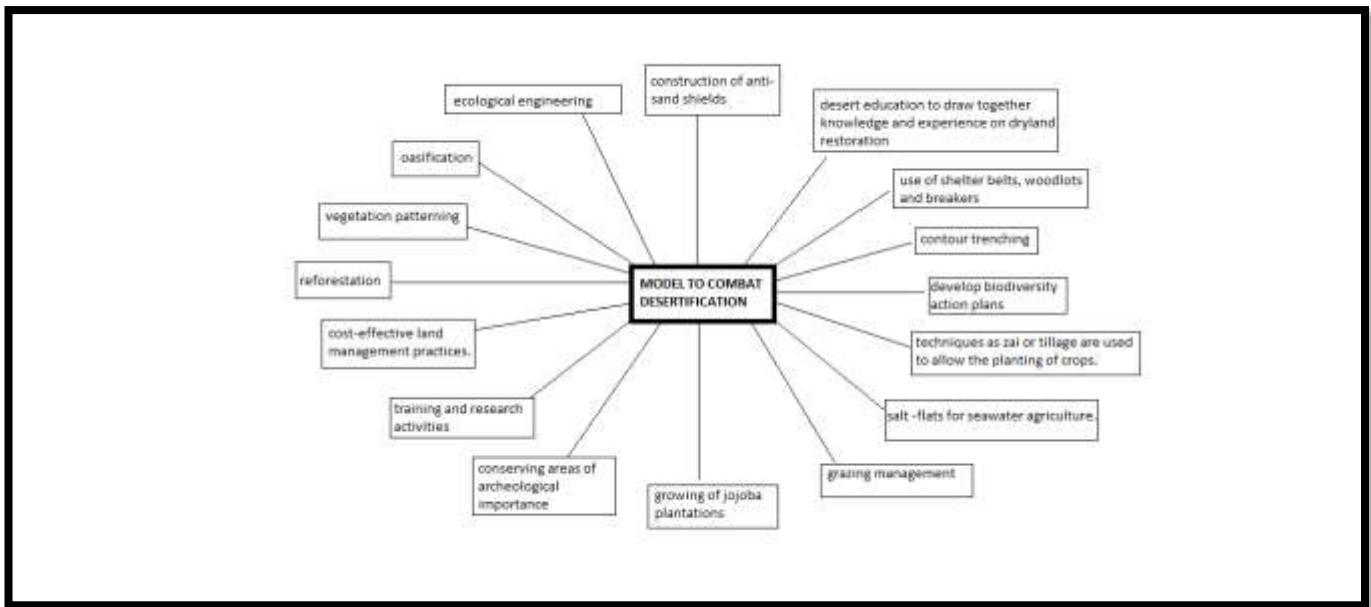 construction of anti-
sand shields
ecological engineering
desert education to draw together
knowledge and experience on dryland
restoration
oasification
use of shelter belts, woodlots
and breakers
vegetation patterning
contour trenching
reforestation
MODEL TO COMBAT
DESERTIFICATION
develop biodiversity
action plans
cost-effective land
management practices.
techniques as zai or tillage are used
to allow the planting of crops.
training and research
activities
salt -flats for seawater agriculture.
conserving areas of
archeological
importance
growing of jojoba
plantations
grazing management